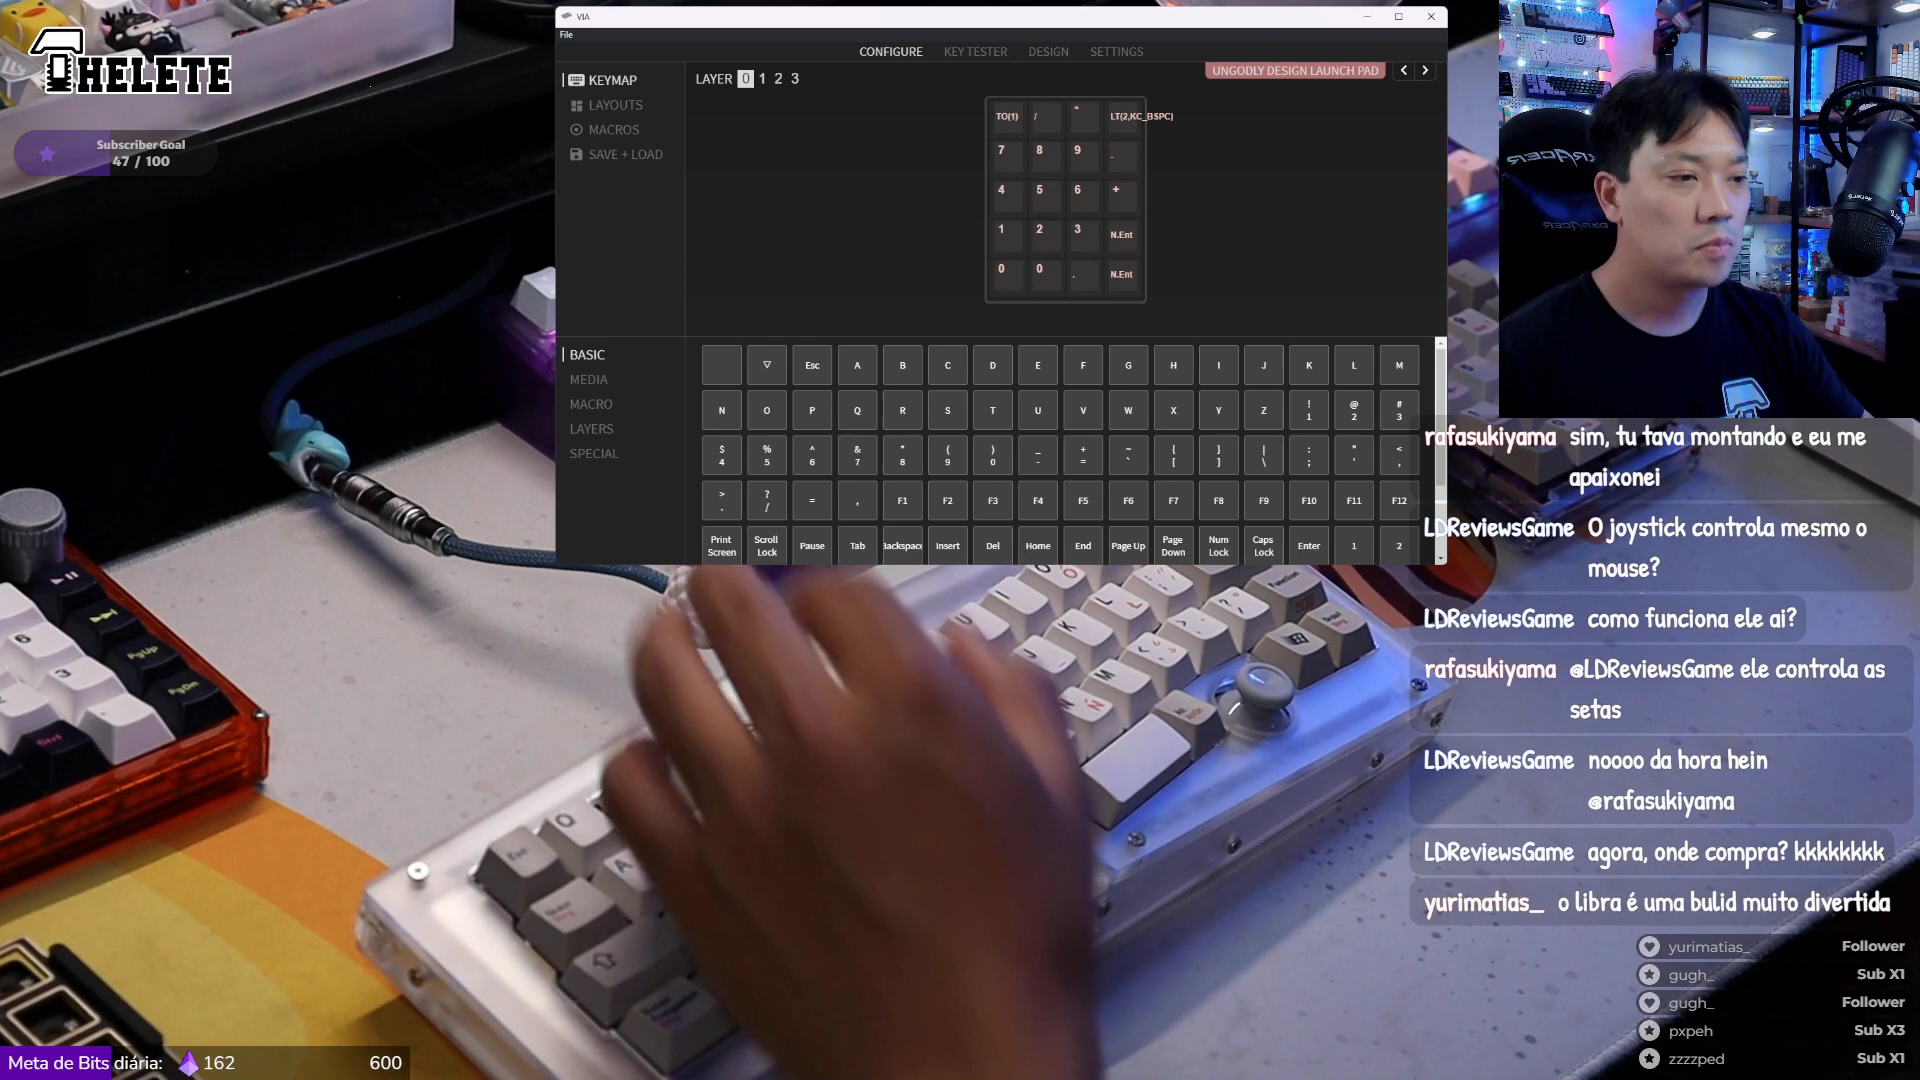 THELETE
Subscriber Goal
47 / 100
VIA
File
CONFIGURE KEY TESTER DESIGN SETTINGS
KEYMAP
LAYOUTS
MACROS
SAVE + LOAD
LAYER 0 1 2 3
UNGODLY DESIGN LAUNCH PAD
TO(1) / * LT(2,KC_BSPC)
7 8 9 -
4 5 6 +
1 2 3 N.Ent
0 0 . N.Ent
BASIC
MEDIA
MACRO
LAYERS
SPECIAL
▽ Esc A B C D E F G H I J K L M
N O P Q R S T U V W X Y Z ! 1 @ 2 # 3
$ 4 % 5 ^ 6 & 7 * 8 ( 9 ) 0 _ - + = ~ ` { [ } ] | \ : ; " ' < ,
> . ? / = , F1 F2 F3 F4 F5 F6 F7 F8 F9 F10 F11 F12
Print Screen Scroll Lock Pause Tab Backspace Insert Del Home End Page Up Page Down Num Lock Caps Lock Enter 1 2
rafasukiyama sim, tu tava montando e eu me
apaixonei
LDReviewsGame O joystick controla mesmo o
mouse?
LDReviewsGame como funciona ele ai?
rafasukiyama @LDReviewsGame ele controla as
setas
LDReviewsGame noooo da hora hein
@rafasukiyama
LDReviewsGame agora, onde compra? kkkkkkkk
yurimatias_ o libra é uma bulid muito divertida
yurimatias_ Follower
gugh_ Sub X1
gugh_ Follower
pxpeh Sub X3
zzzzped Sub X1
Meta de Bits diária: 162 600
6
3
PgUp
PgDn
Ctrl
Esc
Q
A
U
I
O
J
K
L
M
N
Function